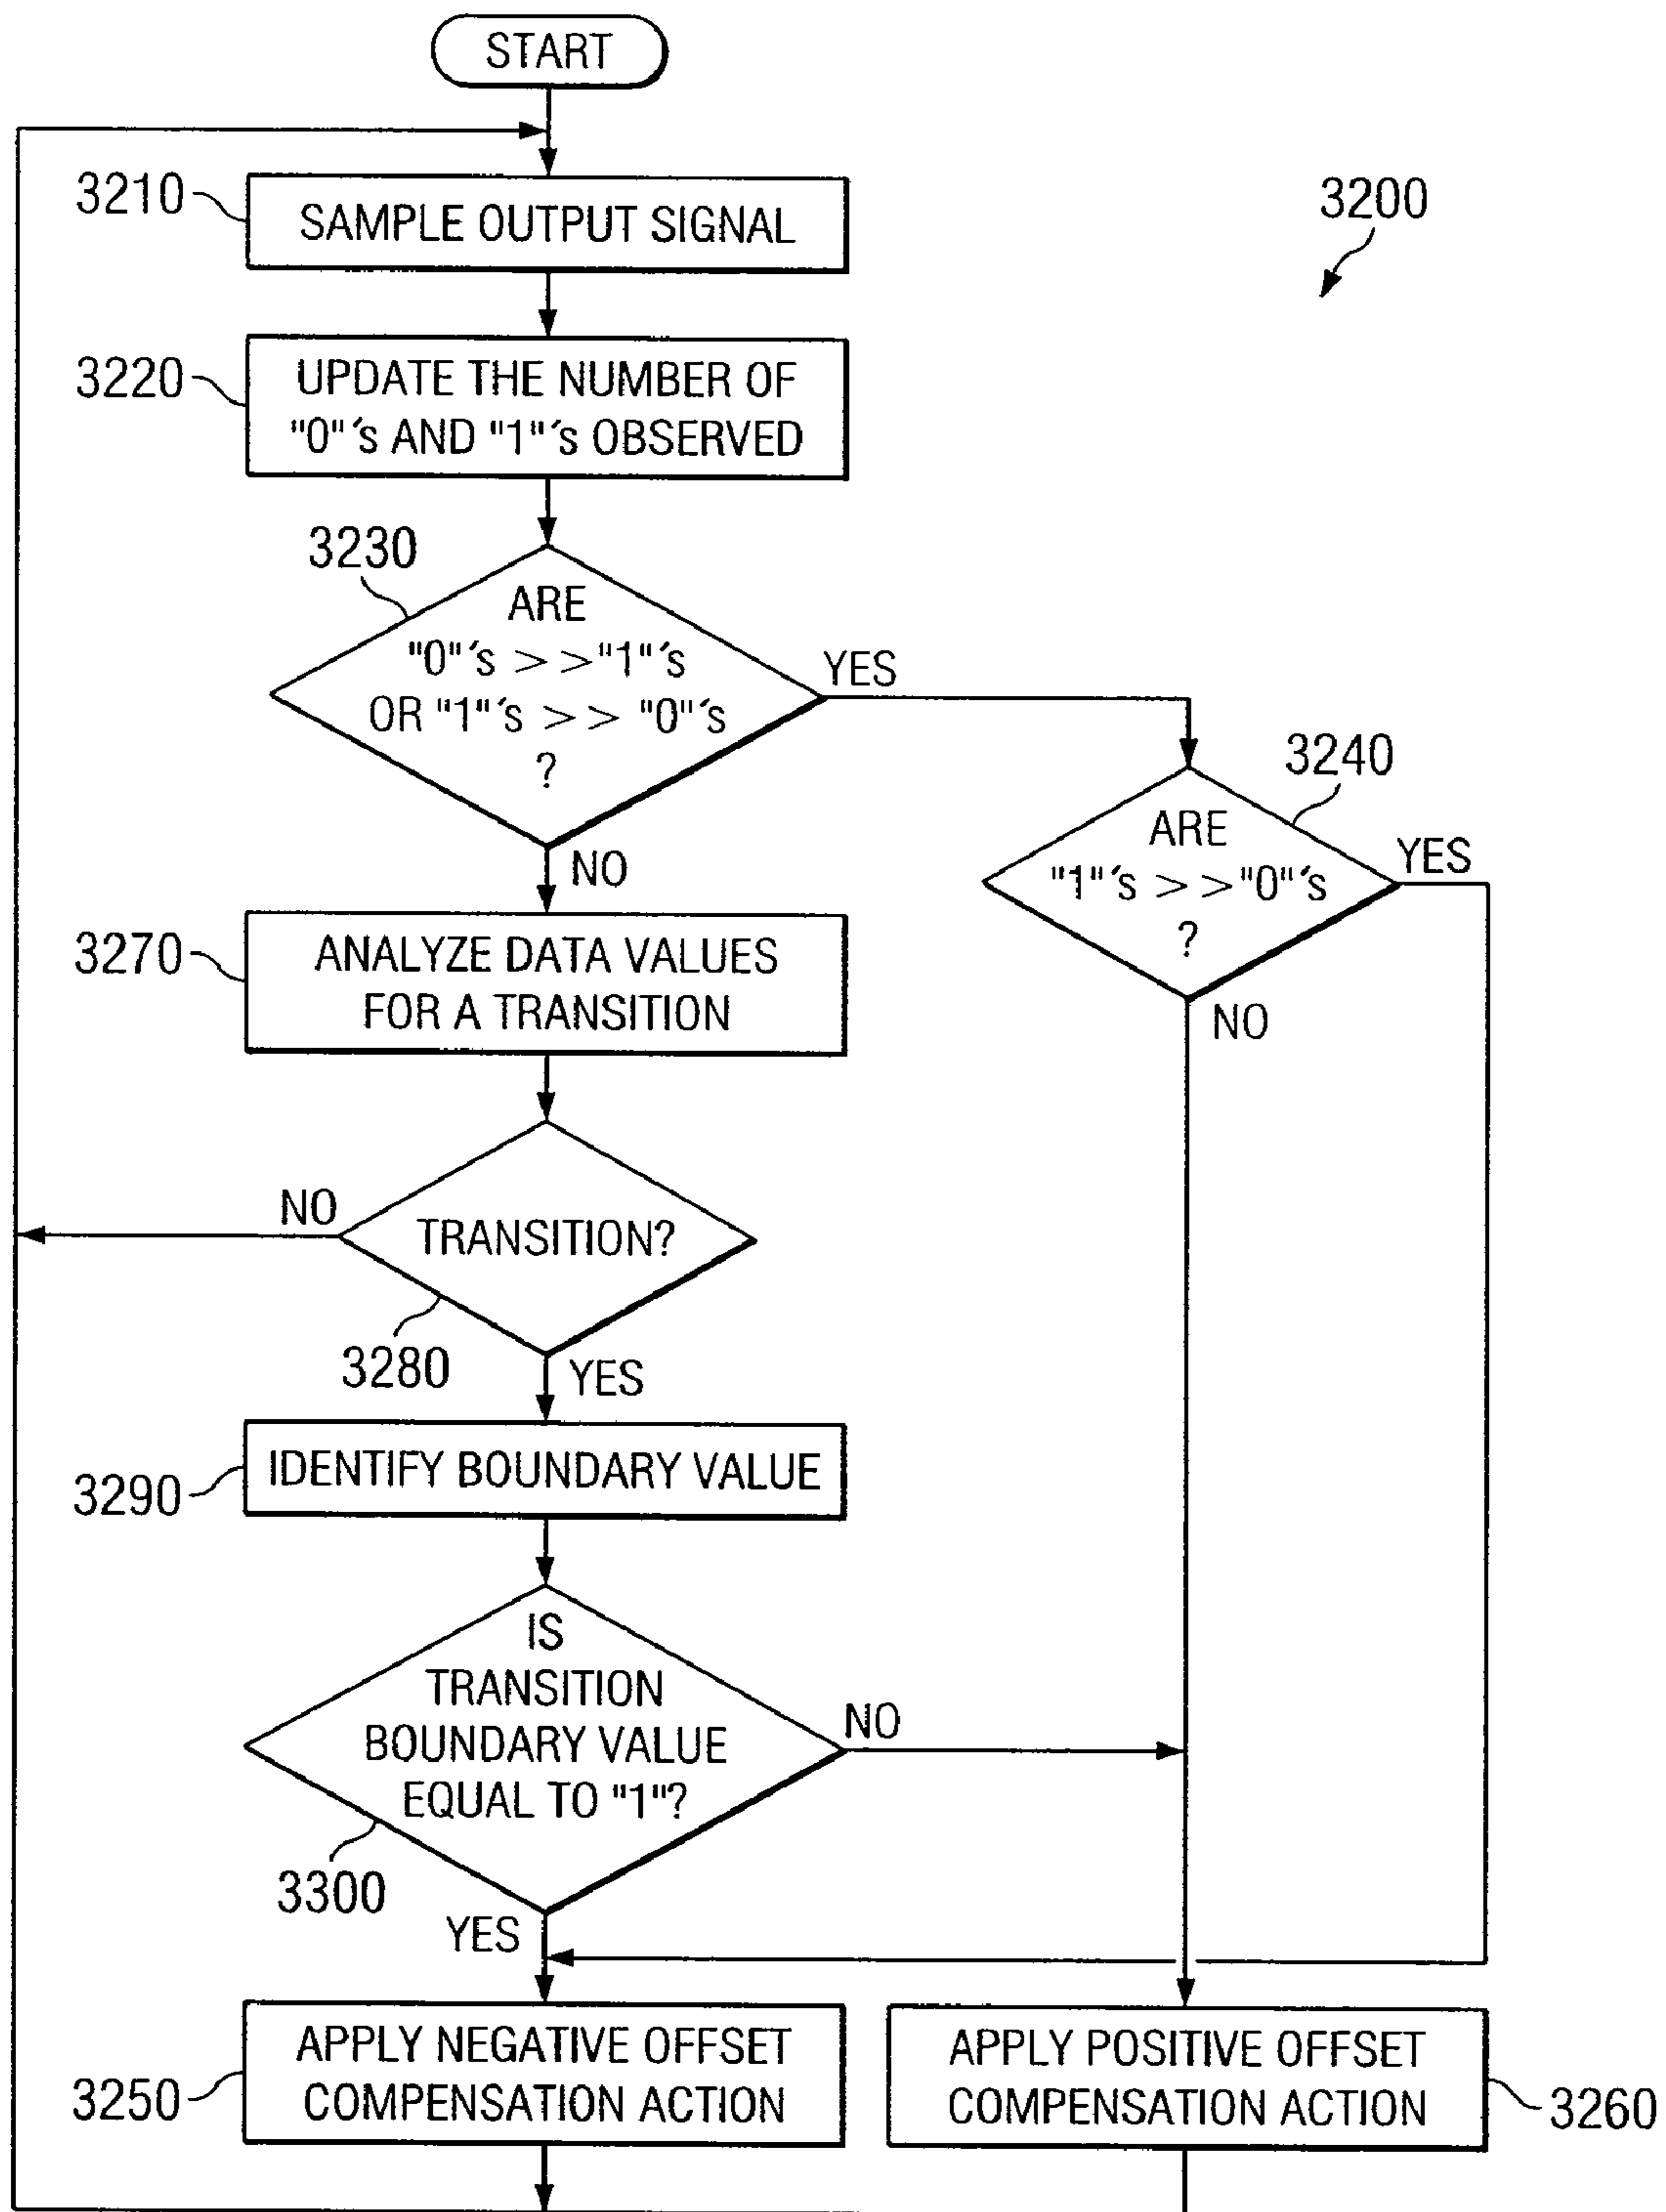 START
3210
SAMPLE OUTPUT SIGNAL
3200
3220
UPDATE THE NUMBER OF
"0"'s AND "1"'s OBSERVED
3230
ARE
"0"'s >>"1"'s
OR "1"'s >> "0"'s
?
YES
NO
3240
ARE
"1"'s >>"0"'s
?
YES
NO
3270
ANALYZE DATA VALUES
FOR A TRANSITION
NO
TRANSITION?
3280
YES
3290
IDENTIFY BOUNDARY VALUE
IS
TRANSITION
BOUNDARY VALUE
EQUAL TO "1"?
NO
3300
YES
3250
APPLY NEGATIVE OFFSET
COMPENSATION ACTION
APPLY POSITIVE OFFSET
COMPENSATION ACTION
3260